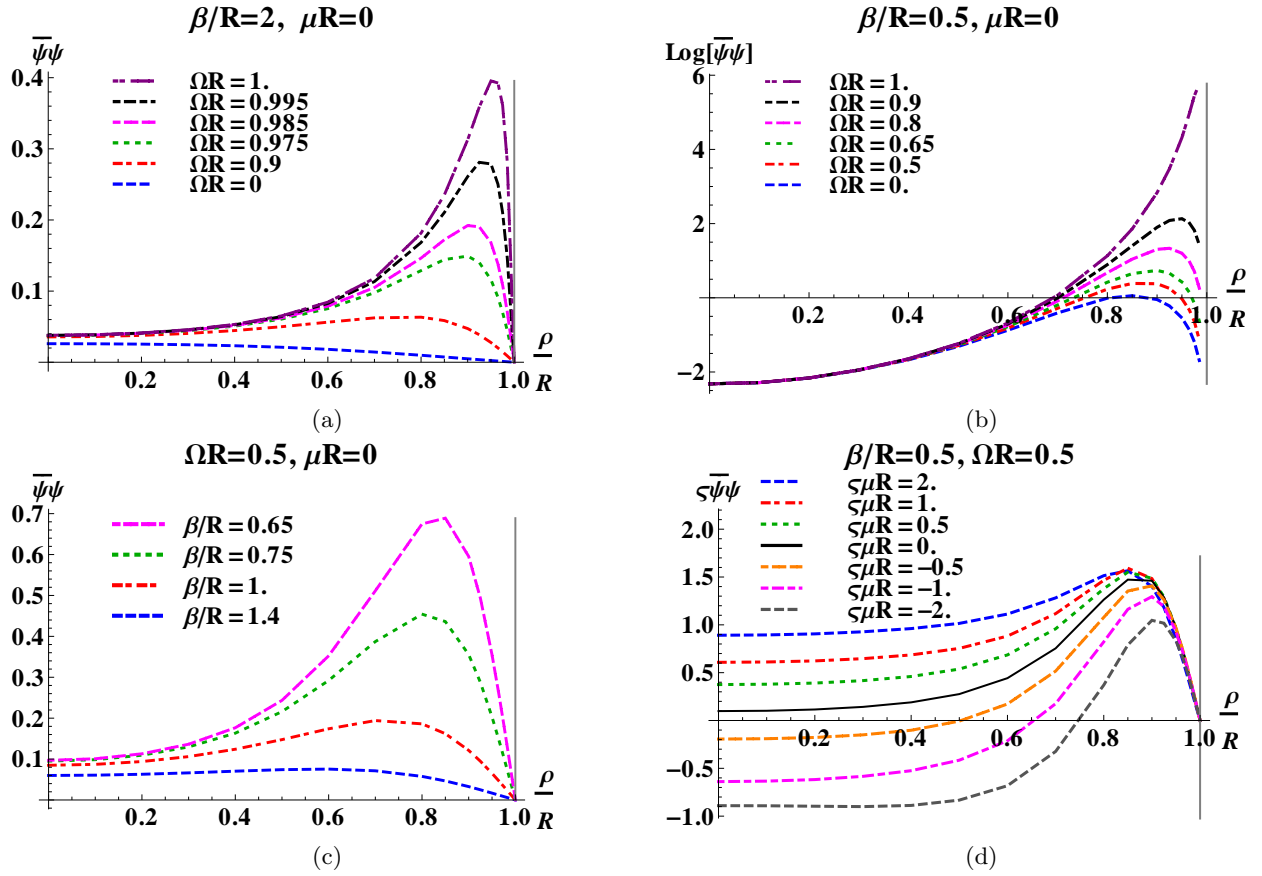 β/R=2, μR=0
ψ̅ψ
ΩR = 1.
ΩR = 0.995
ΩR = 0.985
ΩR = 0.975
ΩR = 0.9
ΩR = 0
0.4
0.3
0.2
0.1
0.2 0.4 0.6 0.8 1.0
ρ/R
(a)
β/R=0.5, μR=0
Log[ψ̅ψ]
ΩR = 1.
ΩR = 0.9
ΩR = 0.8
ΩR = 0.65
ΩR = 0.5
ΩR = 0.
6
4
2
−2
0.2 0.4 0.6 0.8 1.0
ρ/R
(b)
ΩR=0.5, μR=0
ψ̅ψ
β/R = 0.65
β/R = 0.75
β/R = 1.
β/R = 1.4
0.7
0.6
0.5
0.4
0.3
0.2
0.1
0.2 0.4 0.6 0.8 1.0
ρ/R
(c)
β/R=0.5, ΩR=0.5
ςψ̅ψ
ςμR = 2.
ςμR = 1.
ςμR = 0.5
ςμR = 0.
ςμR = −0.5
ςμR = −1.
ςμR = −2.
2.0
1.5
1.0
0.5
−0.5
−1.0
0.2 0.4 0.6 0.8 1.0
ρ/R
(d)